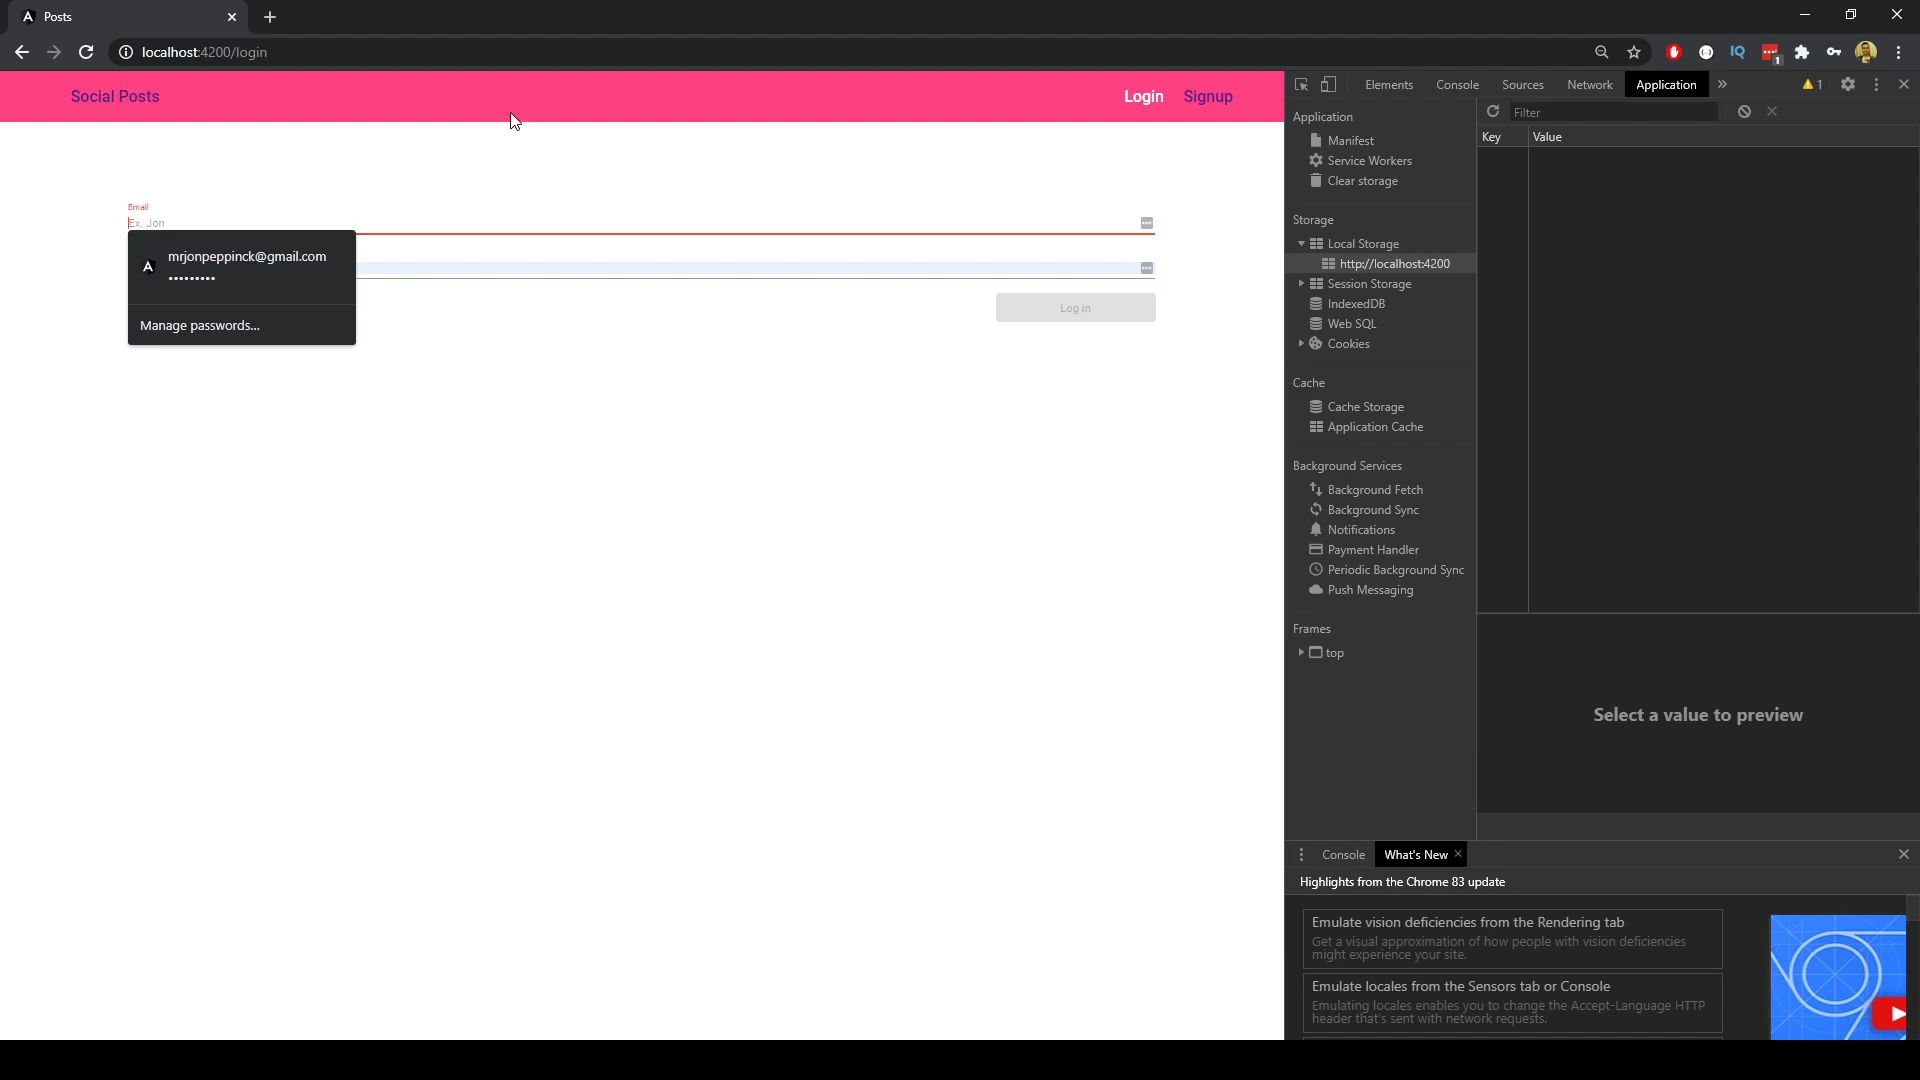 Posts
localhost:4200/login
IQ
1
Social Posts
Login
Signup
Email
Ex. Jon
mrjonpeppinck@gmail.com
•••••••••
Manage passwords...
Log in
Elements
Console
Sources
Network
Application
1
Filter
Key
Value
Application
Manifest
Service Workers
Clear storage
Storage
Local Storage
http://localhost:4200
Session Storage
IndexedDB
Web SQL
Cookies
Cache
Cache Storage
Application Cache
Background Services
Background Fetch
Background Sync
Notifications
Payment Handler
Periodic Background Sync
Push Messaging
Frames
top
Select a value to preview
Console
What's New
Highlights from the Chrome 83 update
Emulate vision deficiencies from the Rendering tab
Get a visual approximation of how people with vision deficiencies
might experience your site.
Emulate locales from the Sensors tab or Console
Emulating locales enables you to change the Accept-Language HTTP
header that's sent with network requests.